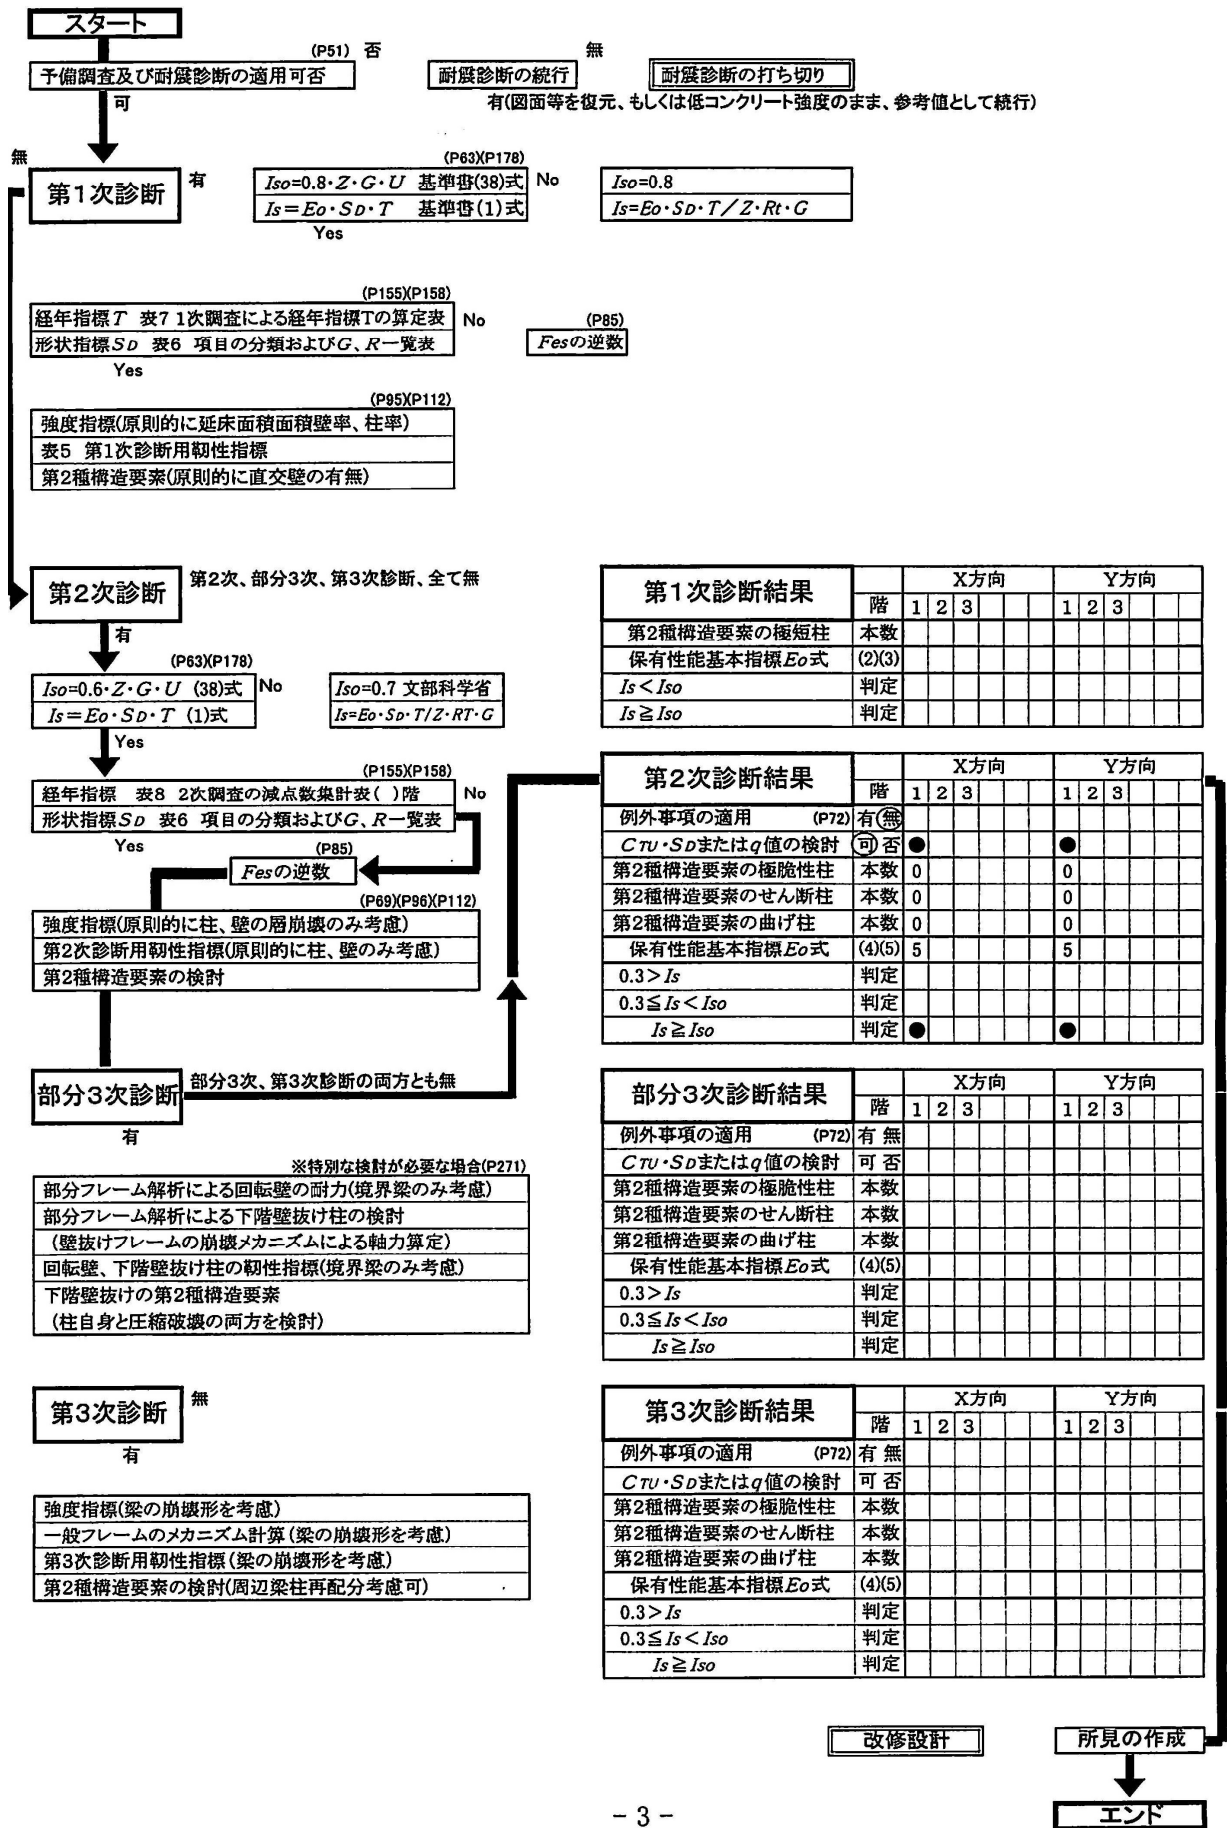 スタート
(P51) 否
予備調査及び耐震診断の適用可否
可
耐震診断の続行
無
耐震診断の打ち切り
有(図面等を復元、もしくは低コンクリート強度のまま、参考値として続行)
無
第1次診断
有
(P63)(P178)
Iso=0.8・Z・G・U 基準書(38)式
Is=Eo・SD・T 基準書(1)式
No
Yes
Iso=0.8
Is=Eo・SD・T/Z・Rt・G
(P155)(P158)
経年指標T 表7 1次調査による経年指標Tの算定表
形状指標SD 表6 項目の分類およびG、R一覧表
No
Yes
(P85)
Fesの逆数
(P95)(P112)
強度指標(原則的に延床面積面積壁率、柱率)
表5 第1次診断用靭性指標
第2種構造要素(原則的に直交壁の有無)
第2次診断
第2次、部分3次、第3次診断、全て無
有
(P63)(P178)
Iso=0.6・Z・G・U (38)式
Is=Eo・SD・T (1)式
No
Yes
Iso=0.7 文部科学省
Is=Eo・SD・T/Z・RT・G
(P155)(P158)
経年指標 表8 2次調査の減点数集計表( )階
形状指標SD 表6 項目の分類およびG、R一覧表
No
Yes
(P85)
Fesの逆数
(P69)(P96)(P112)
強度指標(原則的に柱、壁の層崩壊のみ考慮)
第2次診断用靭性指標(原則的に柱、壁のみ考慮)
第2種構造要素の検討
部分3次診断
部分3次、第3次診断の両方とも無
有
※特別な検討が必要な場合(P271)
部分フレーム解析による回転壁の耐力(境界梁のみ考慮)
部分フレーム解析による下階壁抜け柱の検討
(壁抜けフレームの崩壊メカニズムによる軸力算定)
回転壁、下階壁抜け柱の靭性指標(境界梁のみ考慮)
下階壁抜けの第2種構造要素
(柱自身と圧縮破壊の両方を検討)
第3次診断
無
有
強度指標(梁の崩壊形を考慮)
一般フレームのメカニズム計算(梁の崩壊形を考慮)
第3次診断用靭性指標(梁の崩壊形を考慮)
第2種構造要素の検討(周辺梁柱再配分考慮可)
第1次診断結果 X方向 Y方向
階 1 2 3 1 2 3
第2種構造要素の極短柱 本数
保有性能基本指標Eo式 (2)(3)
Is<Iso 判定
Is≧Iso 判定
第2次診断結果 X方向 Y方向
階 1 2 3 1 2 3
例外事項の適用 (P72) 有 無
CTU・SDまたはq値の検討 可 否 ● ●
第2種構造要素の極脆性柱 本数 0 0
第2種構造要素のせん断柱 本数 0 0
第2種構造要素の曲げ柱 本数 0 0
保有性能基本指標Eo式 (4)(5) 5 5
0.3>Is 判定
0.3≦Is<Iso 判定
Is≧Iso 判定 ● ●
部分3次診断結果 X方向 Y方向
階 1 2 3 1 2 3
例外事項の適用 (P72) 有 無
CTU・SDまたはq値の検討 可 否
第2種構造要素の極脆性柱 本数
第2種構造要素のせん断柱 本数
第2種構造要素の曲げ柱 本数
保有性能基本指標Eo式 (4)(5)
0.3>Is 判定
0.3≦Is<Iso 判定
Is≧Iso 判定
第3次診断結果 X方向 Y方向
階 1 2 3 1 2 3
例外事項の適用 (P72) 有 無
CTU・SDまたはq値の検討 可 否
第2種構造要素の極脆性柱 本数
第2種構造要素のせん断柱 本数
第2種構造要素の曲げ柱 本数
保有性能基本指標Eo式 (4)(5)
0.3>Is 判定
0.3≦Is<Iso 判定
Is≧Iso 判定
改修設計
所見の作成
エンド
- 3 -